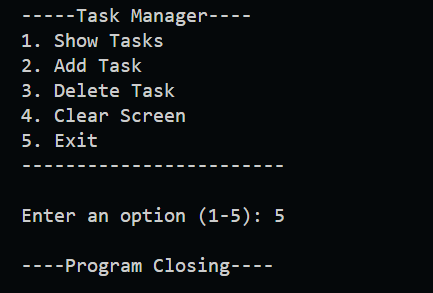 -----Task Manager----
1. Show Tasks
2. Add Task
3. Delete Task
4. Clear Screen
5. Exit
------------------------
Enter an option (1-5): 5
----Program Closing----